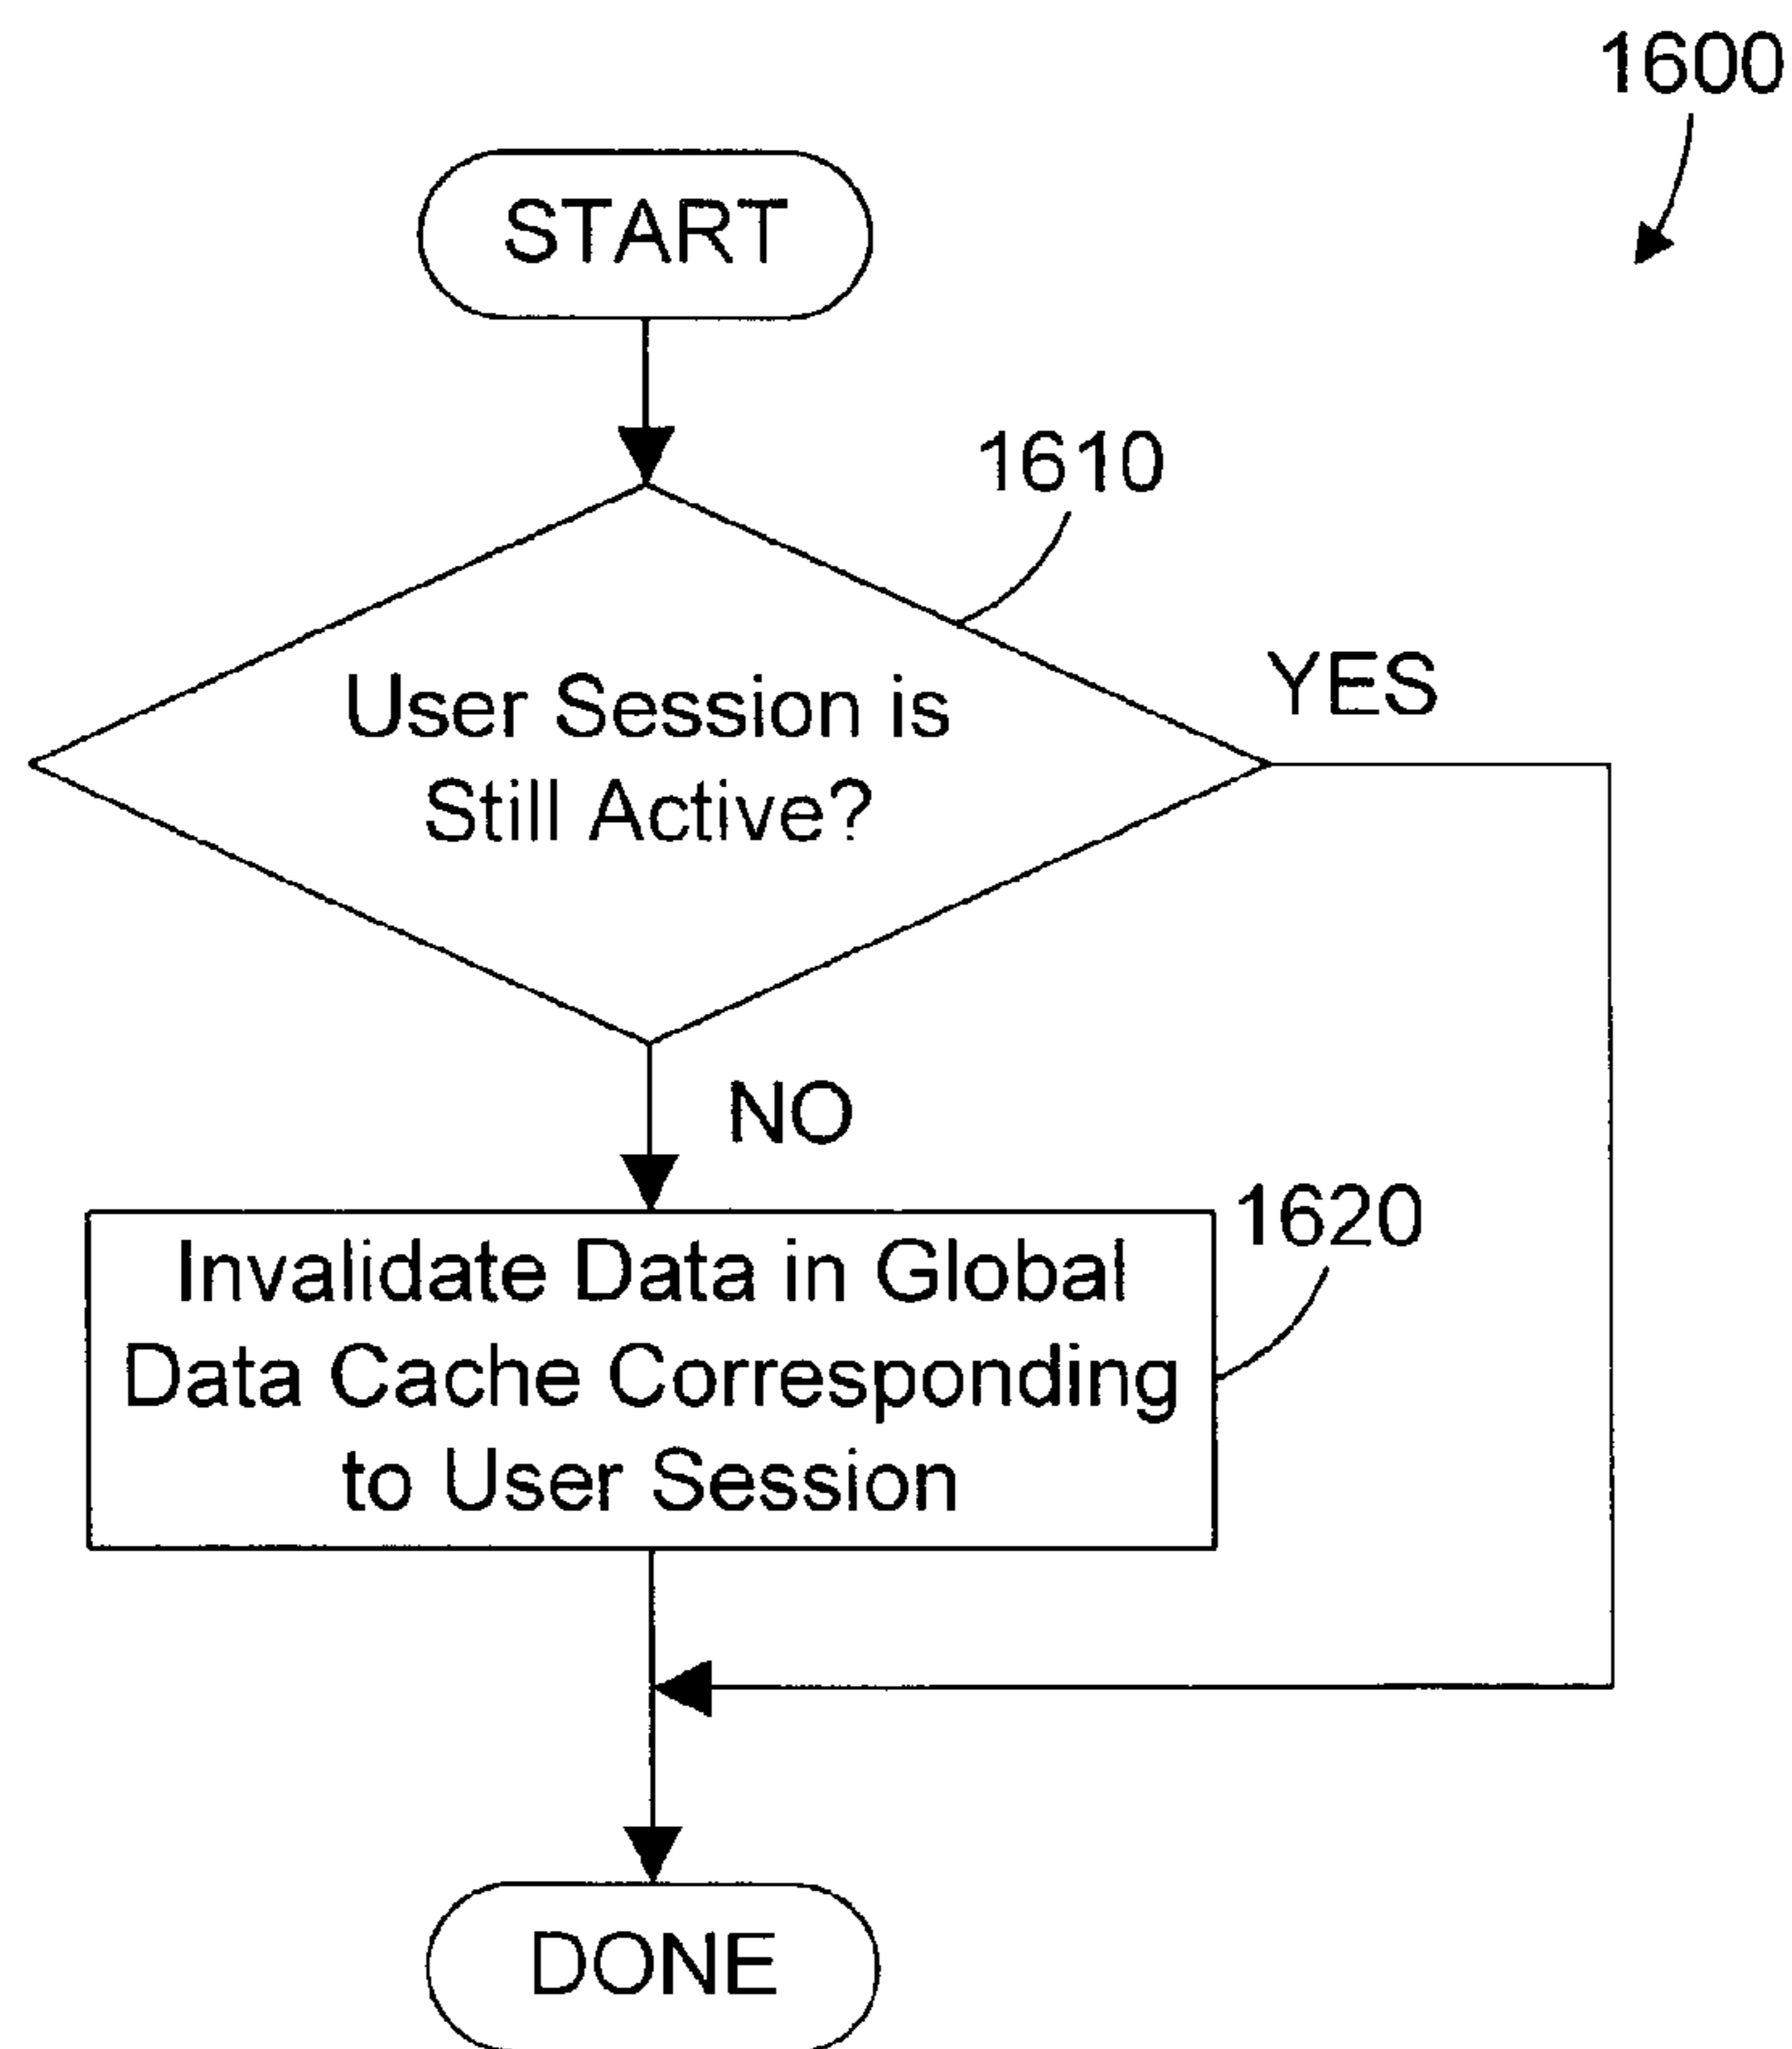 1600
START
1610
User Session is
Still Active?
YES
NO
1620
Invalidate Data in Global
Data Cache Corresponding
to User Session
DONE